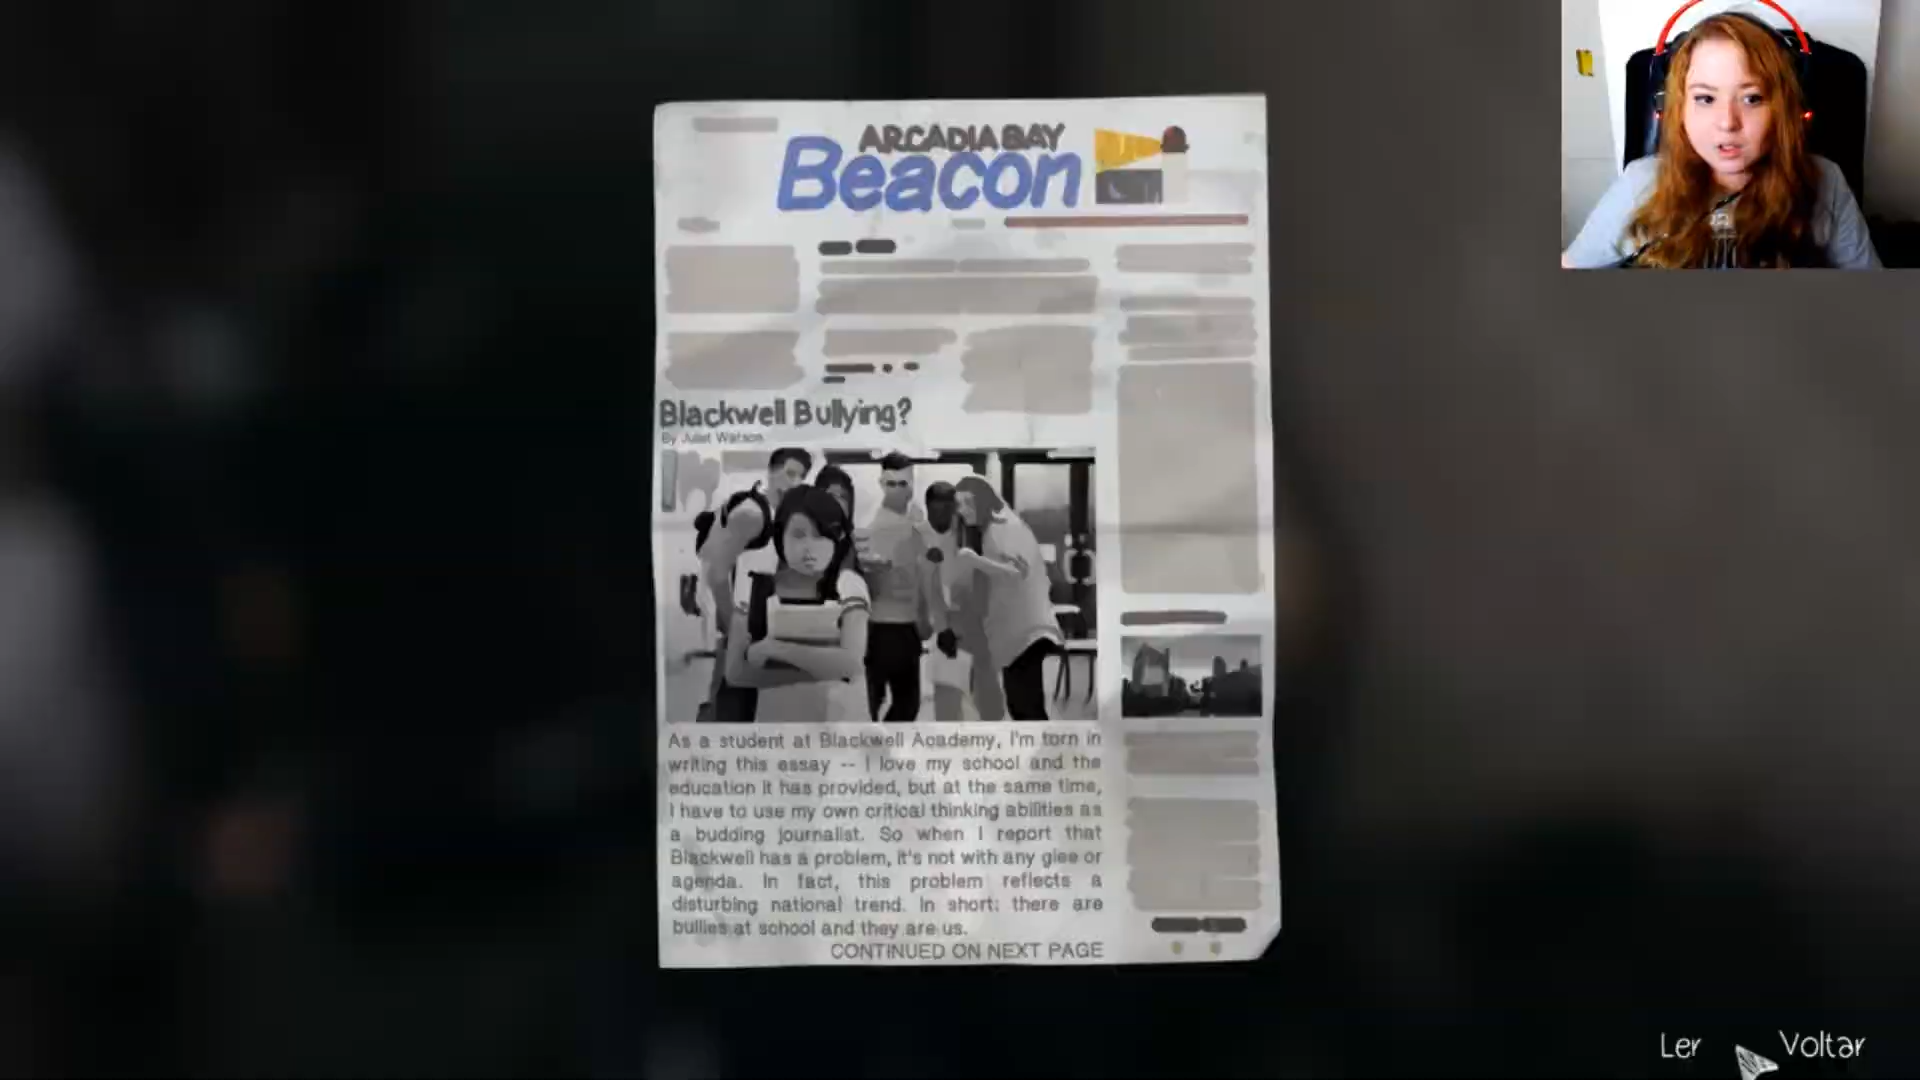 ARCADIA BAY
Beacon
Blackwell Bullying?
By Juliet Watson
As a student at Blackwell Academy, I'm torn in
writing this essay -- I love my school and the
education it has provided, but at the same time,
I have to use my own critical thinking abilities as
a budding journalist. So when I report that
Blackwell has a problem, it's not with any glee or
agenda. In fact, this problem reflects a
disturbing national trend. In short: there are
bullies at school and they are us.
CONTINUED ON NEXT PAGE
Ler
Voltar